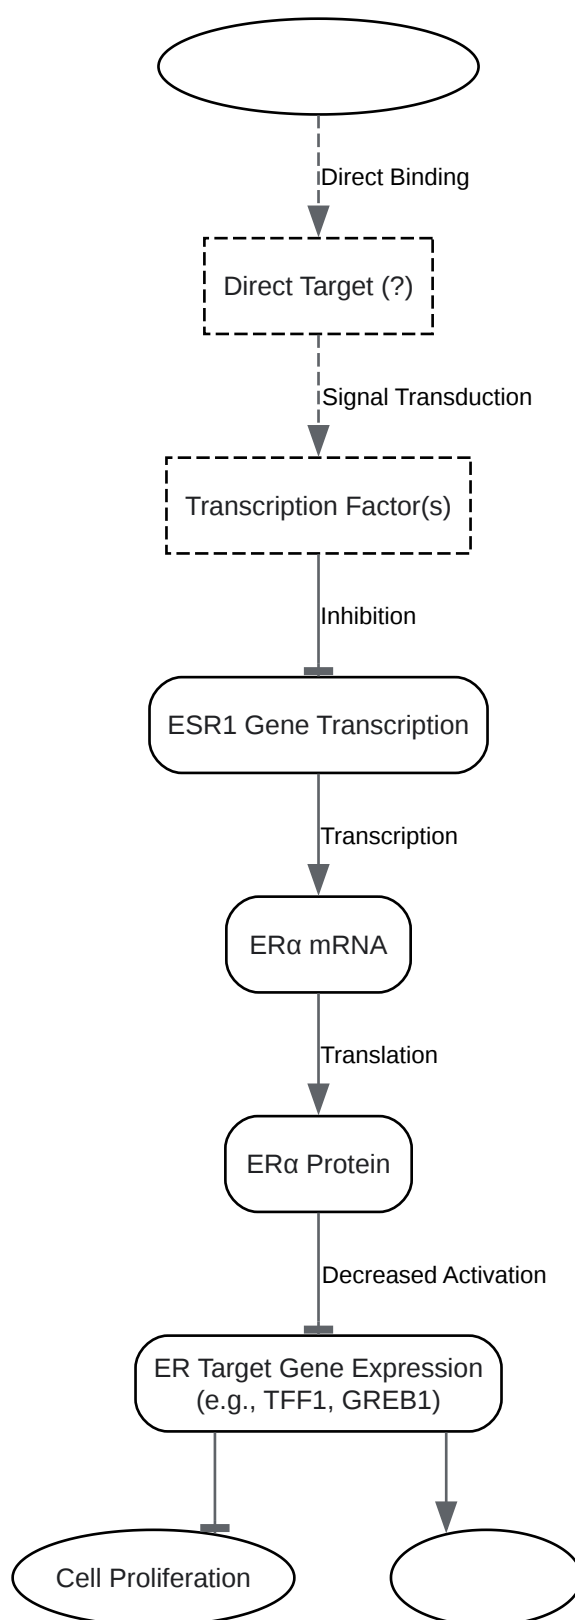 Direct Binding
Direct Target (?)
Signal Transduction
Transcription Factor(s)
Inhibition
ESR1 Gene Transcription
Transcription
ERα mRNA
Translation
ERα Protein
Decreased Activation
ER Target Gene Expression
(e.g., TFF1, GREB1)
Cell Proliferation